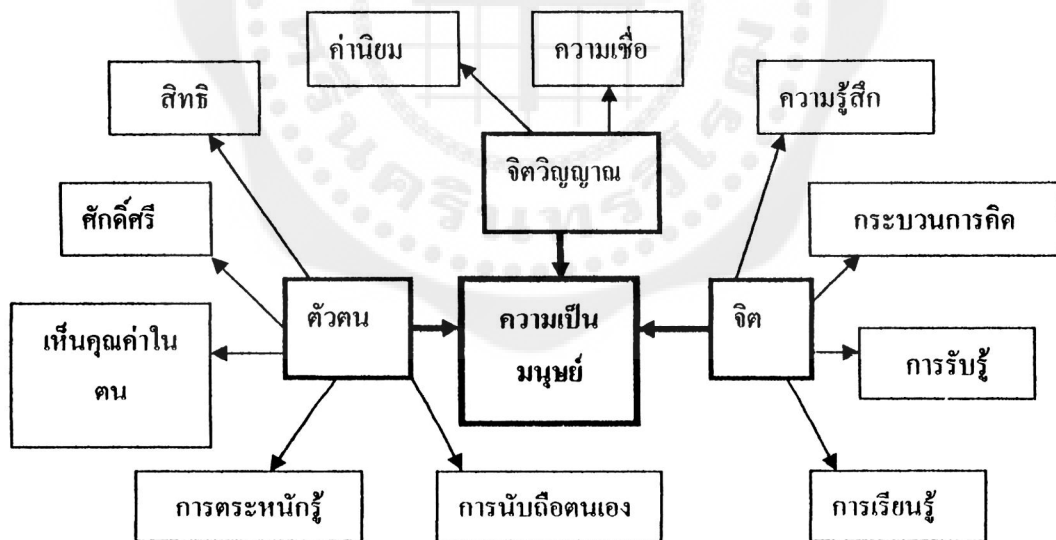 ค่านิยม
ความเชื่อ
สิทธิ
ความรู้สึก
จิตวิญญาณ
ศักดิ์ศรี
กระบวนการคิด
ตัวตน
ความเป็น
มนุษย์
จิต
เห็นคุณค่าใน
ตน
การรับรู้
การตระหนักรู้
การนับถือตนเอง
การเรียนรู้